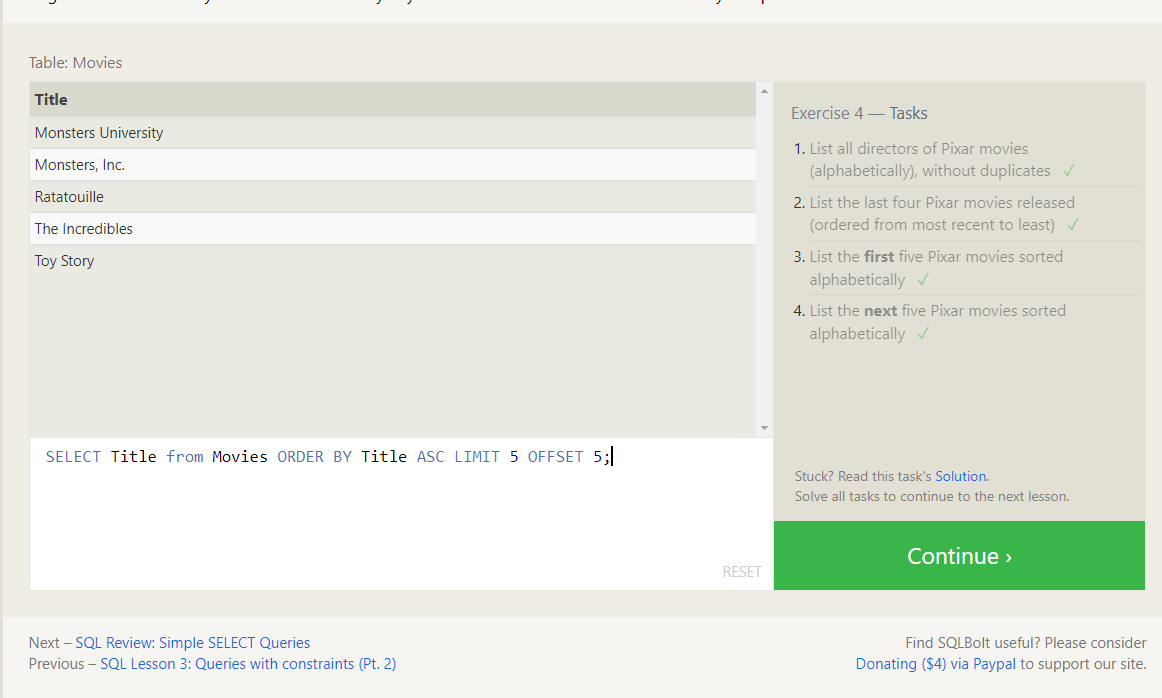 Table: Movies
Title
Monsters University
Monsters, Inc.
Ratatouille
The Incredibles
Toy Story
SELECT Title from Movies ORDER BY Title ASC LIMIT 5 OFFSET 5;
RESET
Exercise 4 — Tasks
1. List all directors of Pixar movies
(alphabetically), without duplicates ✓
2. List the last four Pixar movies released
(ordered from most recent to least) ✓
3. List the first five Pixar movies sorted
alphabetically ✓
4. List the next five Pixar movies sorted
alphabetically ✓
Stuck? Read this task's Solution.
Solve all tasks to continue to the next lesson.
Continue ›
Next – SQL Review: Simple SELECT Queries
Previous – SQL Lesson 3: Queries with constraints (Pt. 2)
Find SQLBolt useful? Please consider
Donating ($4) via Paypal to support our site.